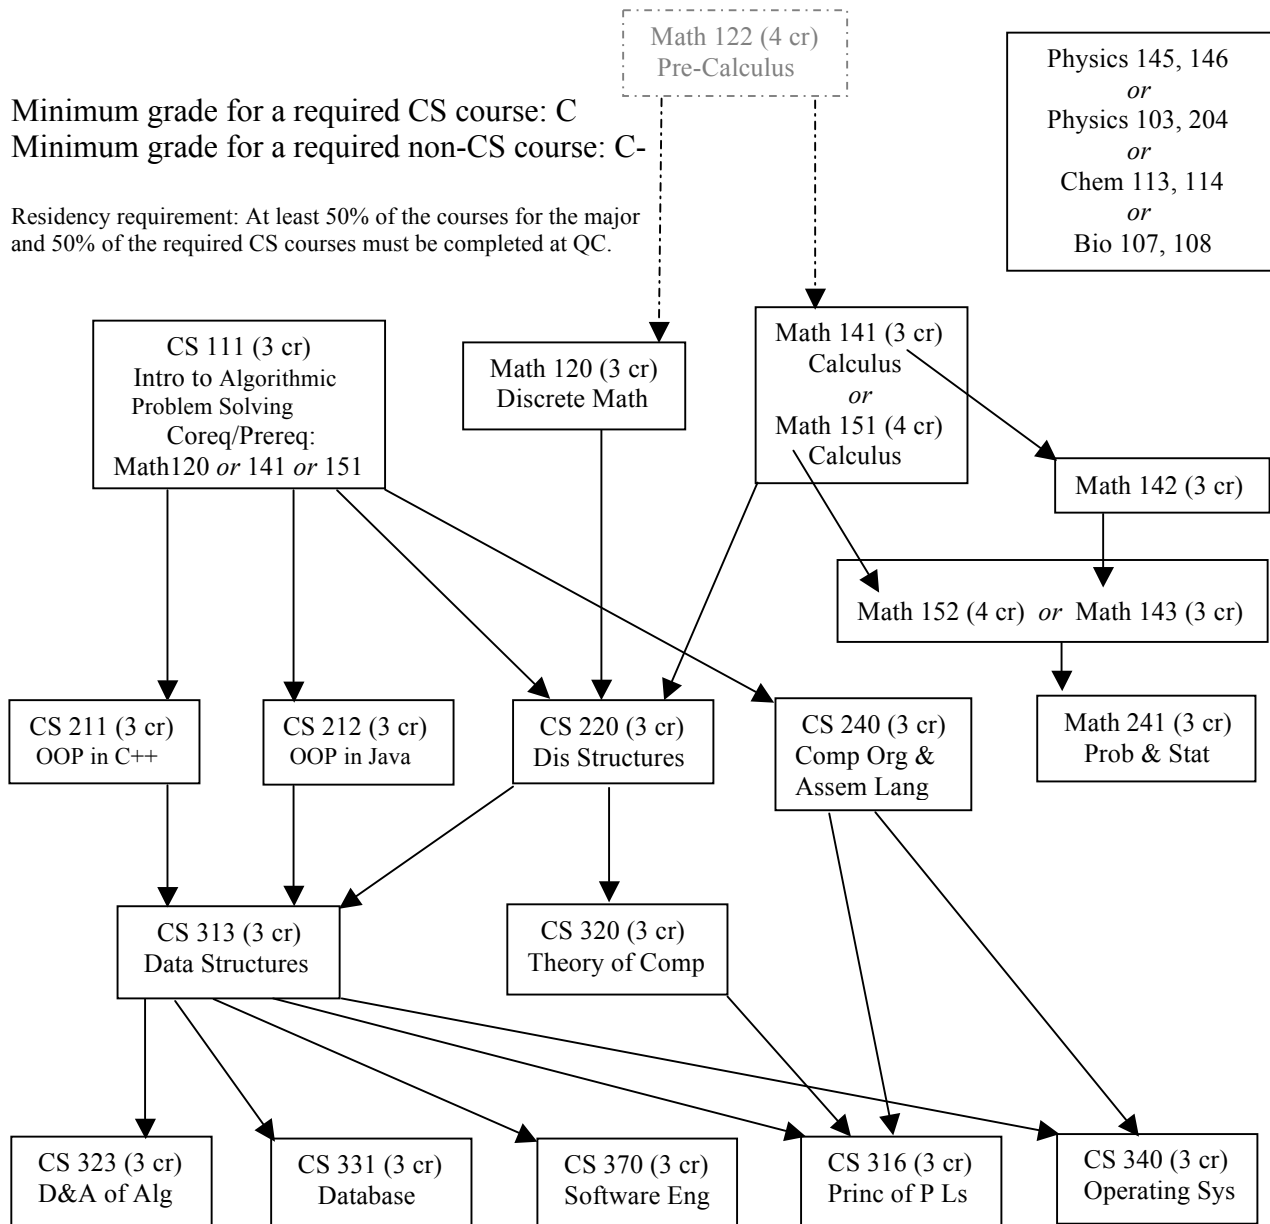 Math 122 (4 cr)
Pre-Calculus
Physics 145, 146
or
Physics 103, 204
or
Chem 113, 114
or
Bio 107, 108
Minimum grade for a required CS course: C
Minimum grade for a required non-CS course: C-
Residency requirement: At least 50% of the courses for the major
and 50% of the required CS courses must be completed at QC.
CS 111 (3 cr)
Intro to Algorithmic
Problem Solving
Coreq/Prereq:
Math120 or 141 or 151
Math 120 (3 cr)
Discrete Math
Math 141 (3 cr)
Calculus
or
Math 151 (4 cr)
Calculus
Math 142 (3 cr)
Math 152 (4 cr) or Math 143 (3 cr)
CS 211 (3 cr)
OOP in C++
CS 212 (3 cr)
OOP in Java
CS 220 (3 cr)
Dis Structures
CS 240 (3 cr)
Comp Org &
Assem Lang
Math 241 (3 cr)
Prob & Stat
CS 313 (3 cr)
Data Structures
CS 320 (3 cr)
Theory of Comp
CS 323 (3 cr)
D&A of Alg
CS 331 (3 cr)
Database
CS 370 (3 cr)
Software Eng
CS 316 (3 cr)
Princ of P Ls
CS 340 (3 cr)
Operating Sys